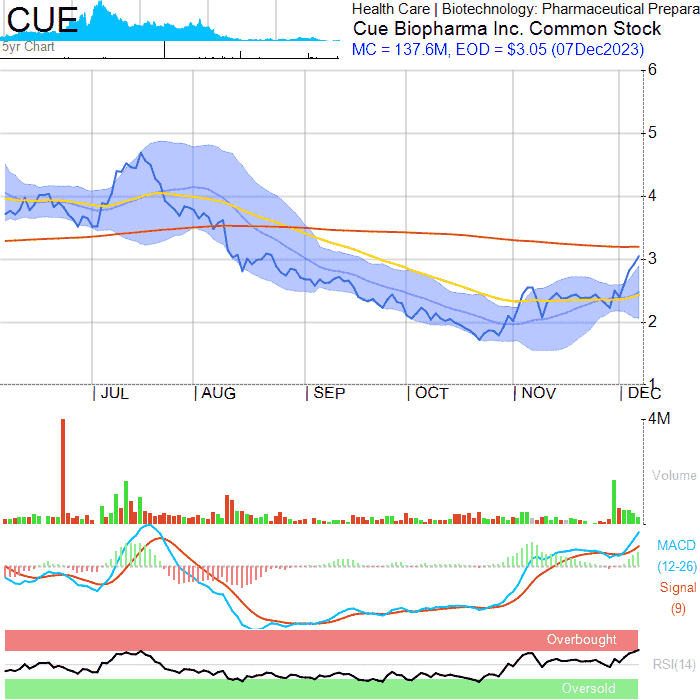 CUE
5yr Chart
Health Care | Biotechnology: Pharmaceutical Prepara
Cue Biopharma Inc. Common Stock
MC = 137.6M, EOD = $3.05 (07Dec2023)
6
5
4
3
2
1
JUL AUG SEP OCT NOV DEC
4M
Volume
MACD
(12-26)
Signal
(9)
Overbought
RSI(14)
Oversold